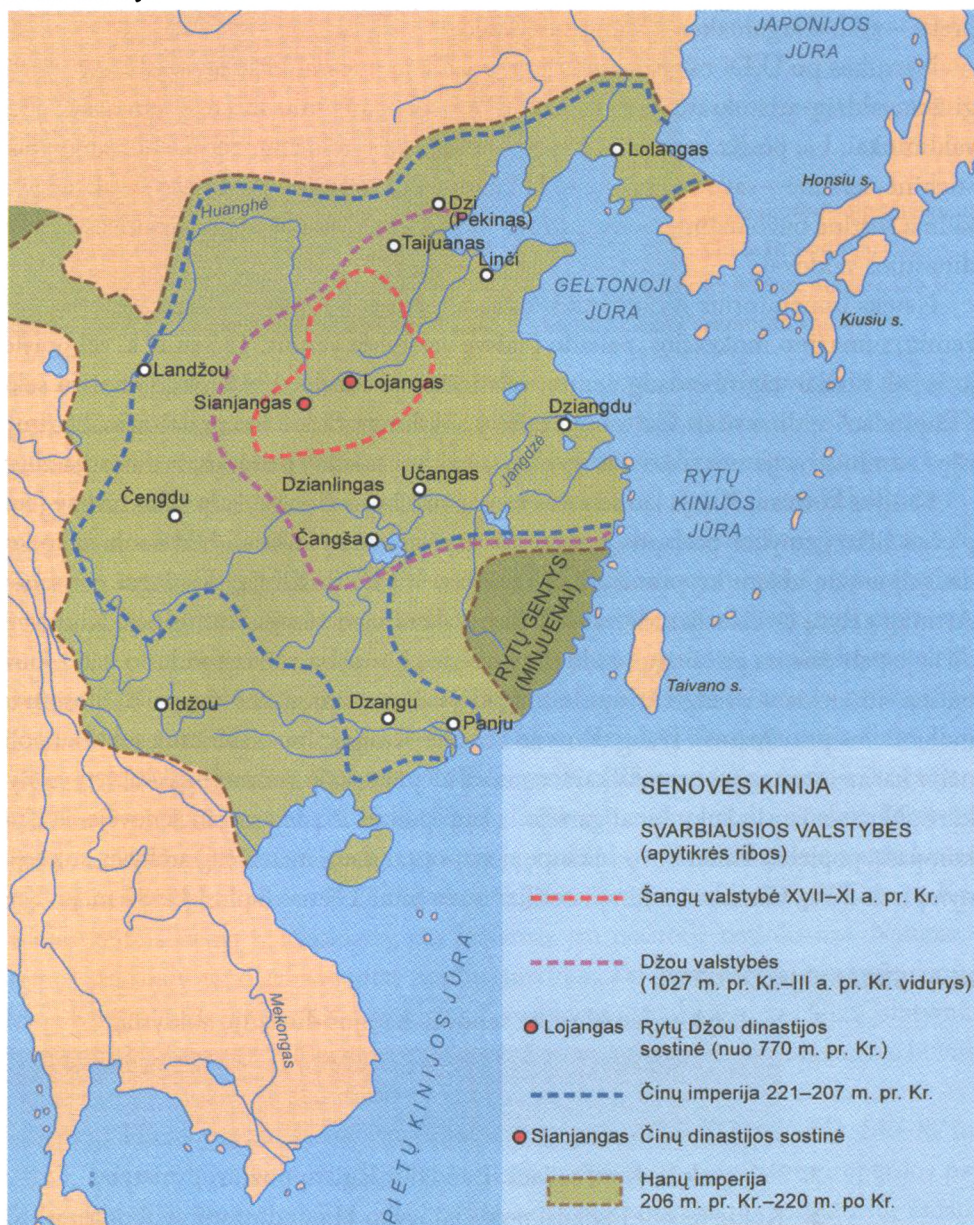 JAPONIJOS
JŪRA
Lolangas
Honsiu s.
Huanghė
Dzi
(Pekinas)
Taijuanas
Linči
GELTONOJI
JŪRA
Kiusiu s.
Landžou
Lojangas
Sianjangas
Dziangdu
Jangdzė
Učangas
Dzianlingas
RYTŲ
KINIJOS
JŪRA
Čengdu
Čangša
RYTŲ GENTYS
(MINJUENAI)
Taivano s.
Idžou
Dzangu
Panju
Mekongas
PIETŲ KINIJOS JŪRA
SENOVĖS KINIJA
SVARBIAUSIOS VALSTYBĖS
(apytikrės ribos)
Šangų valstybė XVII–XI a. pr. Kr.
Džou valstybės
(1027 m. pr. Kr.–III a. pr. Kr. vidurys)
Lojangas Rytų Džou dinastijos
sostinė (nuo 770 m. pr. Kr.)
Činų imperija 221–207 m. pr. Kr.
Sianjangas Činų dinastijos sostinė
Hanų imperija
206 m. pr. Kr.–220 m. po Kr.